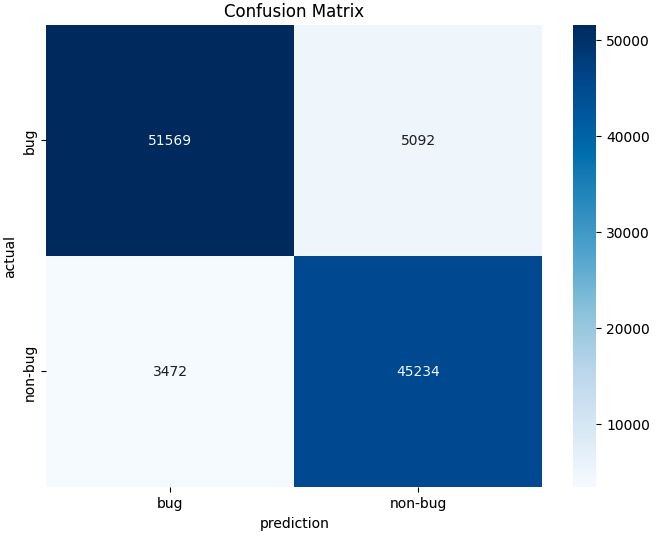 Confusion Matrix
50000
bug
51569
5092
40000
actual
30000
20000
non-bug
3472
45234
10000
bug
non-bug
prediction